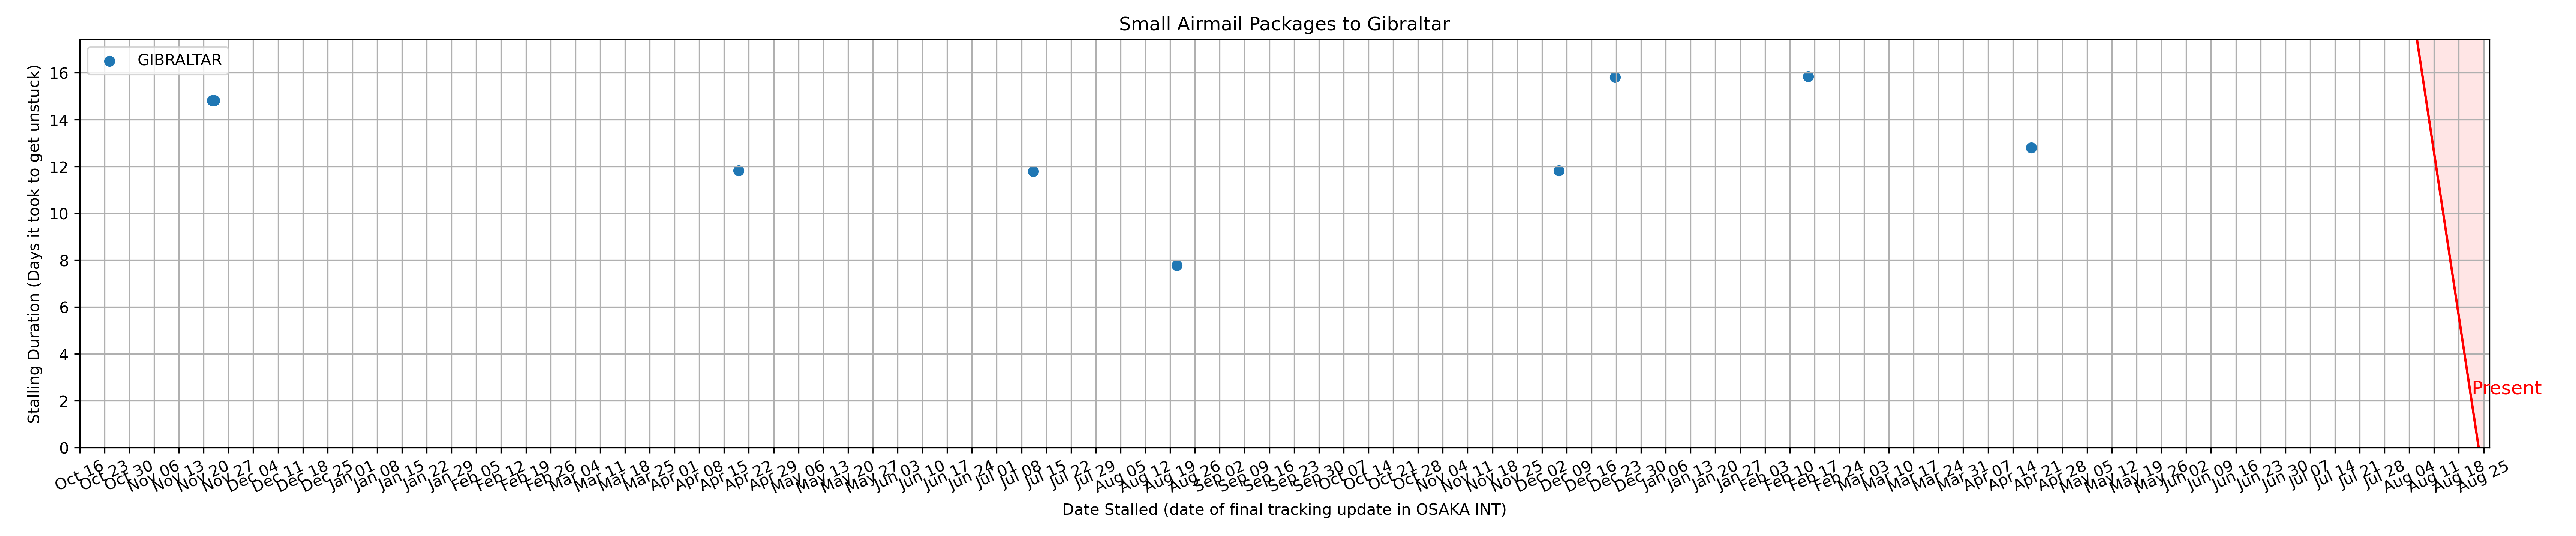 Small Airmail Packages to Gibraltar
GIBRALTAR
Stalling Duration (Days it took to get unstuck)
16
14
12
10
8
6
4
2
0
Present
Oct 16
Oct 23
Oct 30
Nov 06
Nov 13
Nov 20
Nov 27
Dec 04
Dec 11
Dec 18
Dec 25
Jan 01
Jan 08
Jan 15
Jan 22
Jan 29
Feb 05
Feb 12
Feb 19
Feb 26
Mar 04
Mar 11
Mar 18
Mar 25
Apr 01
Apr 08
Apr 15
Apr 22
Apr 29
May 06
May 13
May 20
May 27
Jun 03
Jun 10
Jun 17
Jun 24
Jul 01
Jul 08
Jul 15
Jul 22
Jul 29
Aug 05
Aug 12
Aug 19
Aug 26
Sep 02
Sep 09
Sep 16
Sep 23
Sep 30
Oct 07
Oct 14
Oct 21
Oct 28
Nov 04
Nov 11
Nov 18
Nov 25
Dec 02
Dec 09
Dec 16
Dec 23
Dec 30
Jan 06
Jan 13
Jan 20
Jan 27
Feb 03
Feb 10
Feb 17
Feb 24
Mar 03
Mar 10
Mar 17
Mar 24
Mar 31
Apr 07
Apr 14
Apr 21
Apr 28
May 05
May 12
May 19
May 26
Jun 02
Jun 09
Jun 16
Jun 23
Jun 30
Jul 07
Jul 14
Jul 21
Jul 28
Aug 04
Aug 11
Aug 18
Aug 25
Date Stalled (date of final tracking update in OSAKA INT)